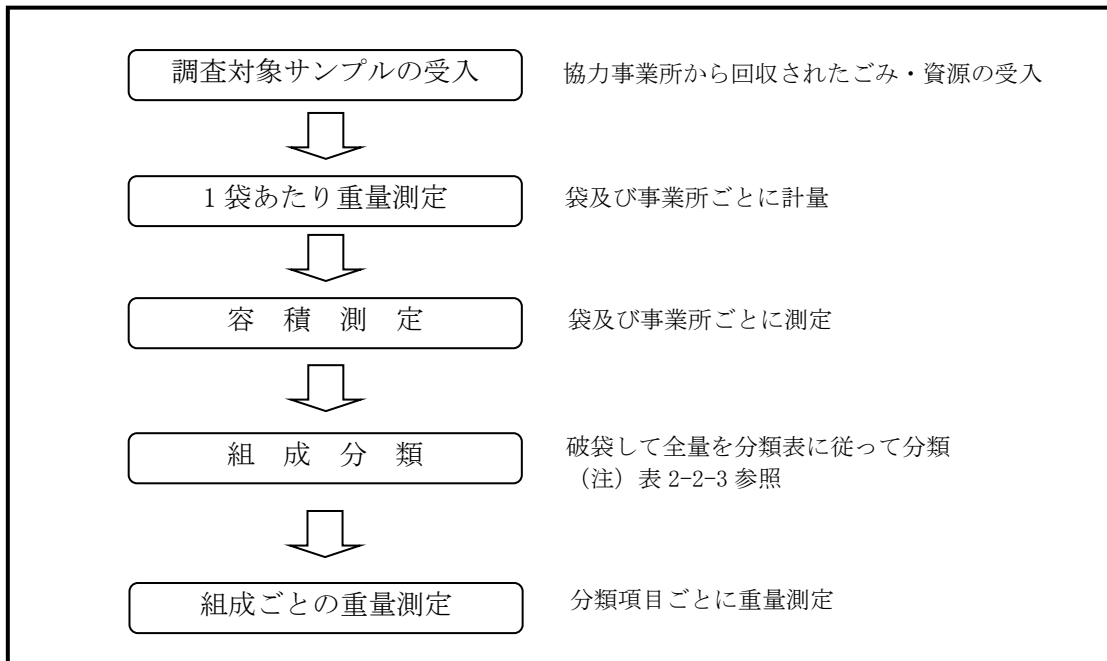 調査対象サンプルの受入
協力事業所から回収されたごみ・資源の受入
1袋あたり重量測定
袋及び事業所ごとに計量
容　積　測　定
袋及び事業所ごとに測定
組　成　分　類
破袋して全量を分類表に従って分類
（注）表 2-2-3 参照
組成ごとの重量測定
分類項目ごとに重量測定